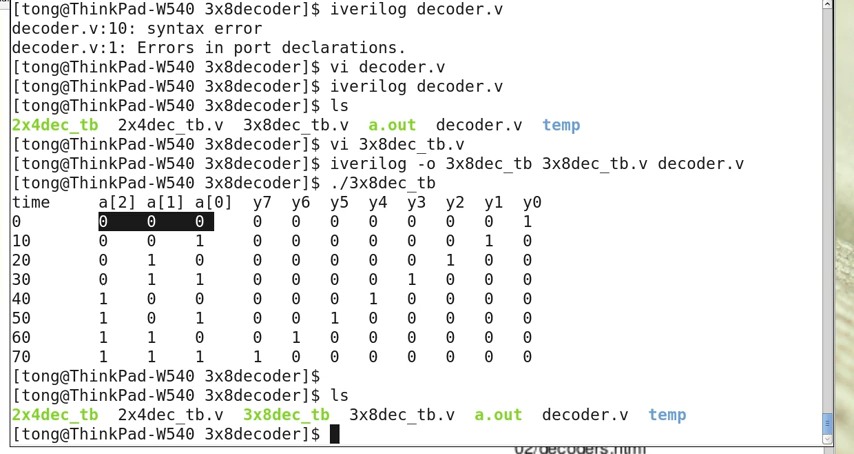 [tong@ThinkPad-W540 3x8decoder]$ iverilog decoder.v
decoder.v:10: syntax error
decoder.v:1: Errors in port declarations.
[tong@ThinkPad-W540 3x8decoder]$ vi decoder.v
[tong@ThinkPad-W540 3x8decoder]$ iverilog decoder.v
[tong@ThinkPad-W540 3x8decoder]$ ls
2x4dec_tb 2x4dec_tb.v 3x8dec_tb.v a.out decoder.v temp
[tong@ThinkPad-W540 3x8decoder]$ vi 3x8dec_tb.v
[tong@ThinkPad-W540 3x8decoder]$ iverilog -o 3x8dec_tb 3x8dec_tb.v decoder.v
[tong@ThinkPad-W540 3x8decoder]$ ./3x8dec_tb
time a[2] a[1] a[0] y7 y6 y5 y4 y3 y2 y1 y0
0 0 0 0 0 0 0 0 0 0 0 1
10 0 0 1 0 0 0 0 0 0 1 0
20 0 1 0 0 0 0 0 0 1 0 0
30 0 1 1 0 0 0 0 1 0 0 0
40 1 0 0 0 0 0 1 0 0 0 0
50 1 0 1 0 0 1 0 0 0 0 0
60 1 1 0 0 1 0 0 0 0 0 0
70 1 1 1 1 0 0 0 0 0 0 0
[tong@ThinkPad-W540 3x8decoder]$
[tong@ThinkPad-W540 3x8decoder]$ ls
2x4dec_tb 2x4dec_tb.v 3x8dec_tb 3x8dec_tb.v a.out decoder.v temp
[tong@ThinkPad-W540 3x8decoder]$
02/decoders.html